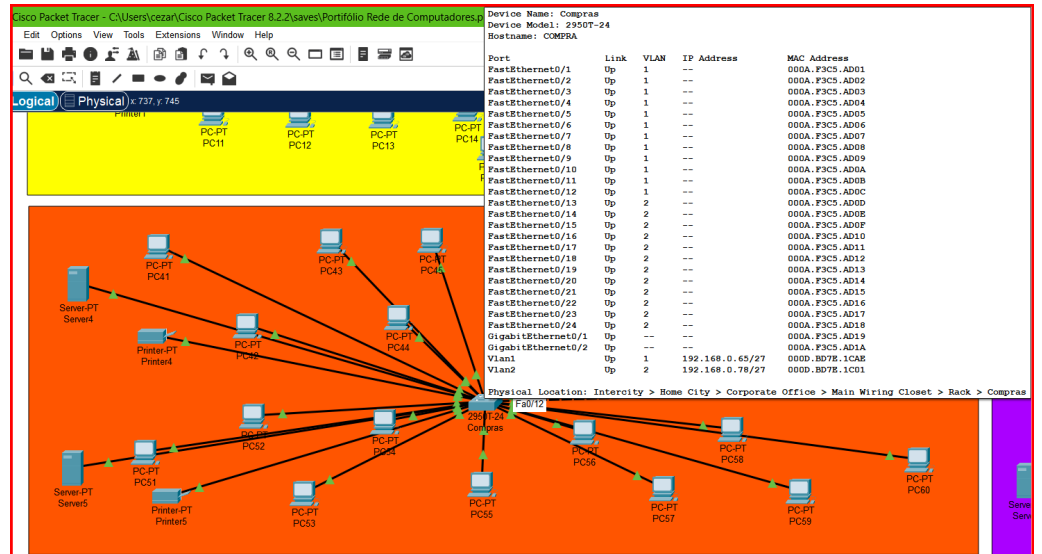 Cisco Packet Tracer - C:\Users\cezar\Cisco Packet Tracer 8.2.2\saves\Portifólio Rede de Computadores.p
Edit Options View Tools Extensions Window Help
Logical Physical x: 737, y: 745
Device Name: Compras
Device Model: 2950T-24
Hostname: COMPRA
Port Link VLAN IP Address MAC Address
FastEthernet0/1 Up 1 -- 000A.F3C5.AD01
FastEthernet0/2 Up 1 -- 000A.F3C5.AD02
FastEthernet0/3 Up 1 -- 000A.F3C5.AD03
FastEthernet0/4 Up 1 -- 000A.F3C5.AD04
FastEthernet0/5 Up 1 -- 000A.F3C5.AD05
FastEthernet0/6 Up 1 -- 000A.F3C5.AD06
FastEthernet0/7 Up 1 -- 000A.F3C5.AD07
FastEthernet0/8 Up 1 -- 000A.F3C5.AD08
FastEthernet0/9 Up 1 -- 000A.F3C5.AD09
FastEthernet0/10 Up 1 -- 000A.F3C5.AD0A
FastEthernet0/11 Up 1 -- 000A.F3C5.AD0B
FastEthernet0/12 Up 1 -- 000A.F3C5.AD0C
FastEthernet0/13 Up 2 -- 000A.F3C5.AD0D
FastEthernet0/14 Up 2 -- 000A.F3C5.AD0E
FastEthernet0/15 Up 2 -- 000A.F3C5.AD0F
FastEthernet0/16 Up 2 -- 000A.F3C5.AD10
FastEthernet0/17 Up 2 -- 000A.F3C5.AD11
FastEthernet0/18 Up 2 -- 000A.F3C5.AD12
FastEthernet0/19 Up 2 -- 000A.F3C5.AD13
FastEthernet0/20 Up 2 -- 000A.F3C5.AD14
FastEthernet0/21 Up 2 -- 000A.F3C5.AD15
FastEthernet0/22 Up 2 -- 000A.F3C5.AD16
FastEthernet0/23 Up 2 -- 000A.F3C5.AD17
FastEthernet0/24 Up 2 -- 000A.F3C5.AD18
GigabitEthernet0/1 Up -- -- 000A.F3C5.AD19
GigabitEthernet0/2 Up -- -- 000A.F3C5.AD1A
Vlan1 Up 1 192.168.0.65/27 000D.BD7E.1CAE
Vlan2 Up 2 192.168.0.78/27 000D.BD7E.1C01
Physical Location: Intercity > Home City > Corporate Office > Main Wiring Closet > Rack > Compras
Fa0/12
Printer1
PC-PT
PC11
PC-PT
PC12
PC-PT
PC13
PC-PT
PC14
PC-PT
PC41
PC-PT
PC43
PC-PT
PC45
Server-PT
Server4
Printer-PT
Printer4
PC-PT
PC42
PC-PT
PC44
2950T-24
Compras
PC-PT
PC52
PC-PT
PC54
PC-PT
PC56
PC-PT
PC58
PC-PT
PC51
PC-PT
PC60
Server-PT
Server5
Printer-PT
Printer5
PC-PT
PC53
PC-PT
PC55
PC-PT
PC57
PC-PT
PC59